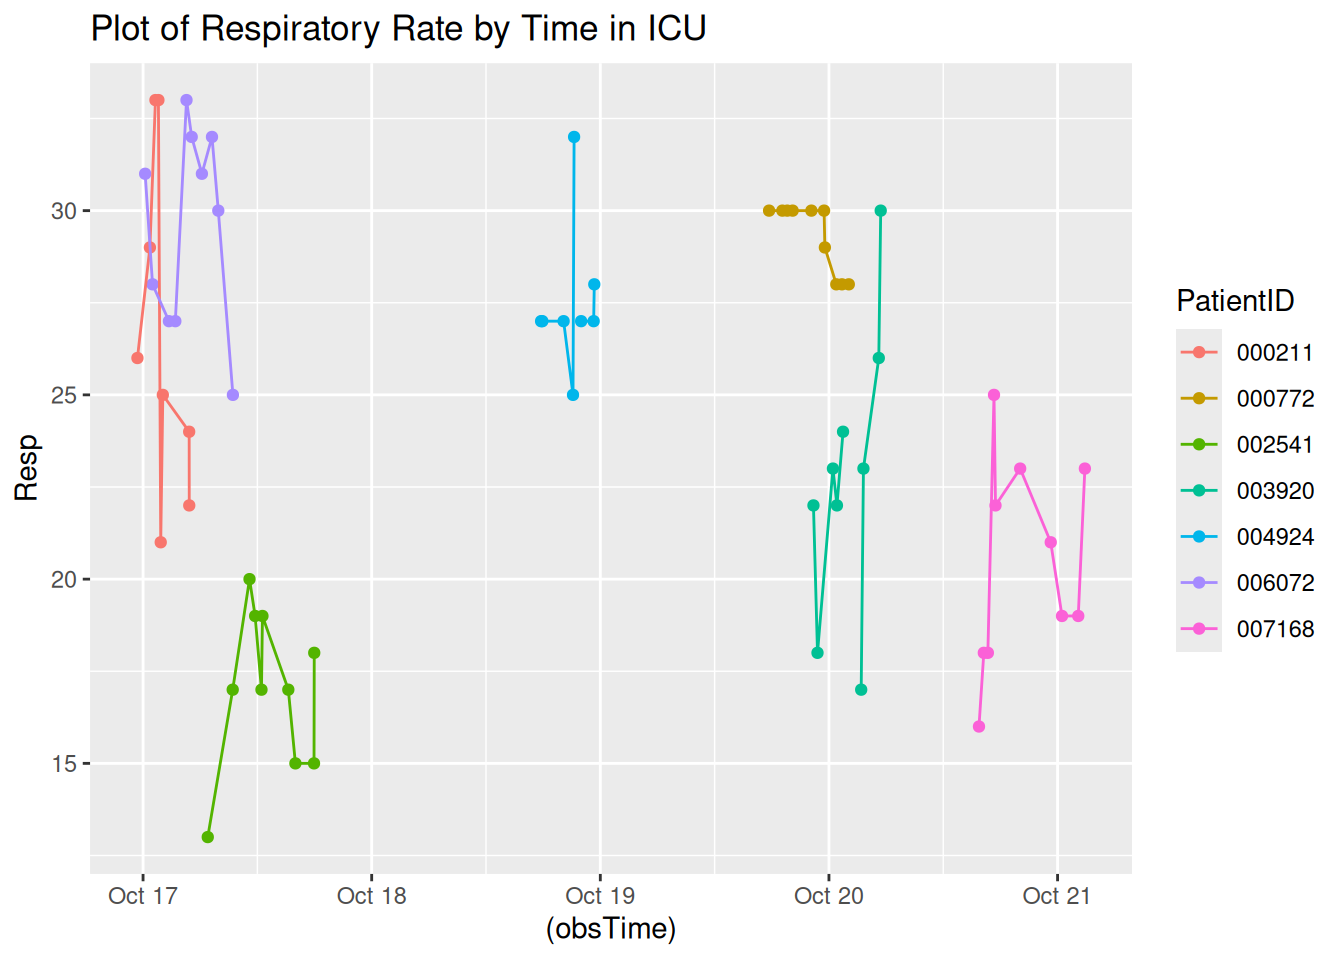 Plot of Respiratory Rate by Time in ICU
Resp
30
25
20
15
Oct 17
Oct 18
Oct 19
Oct 20
Oct 21
(obsTime)
PatientID
000211
000772
002541
003920
004924
006072
007168